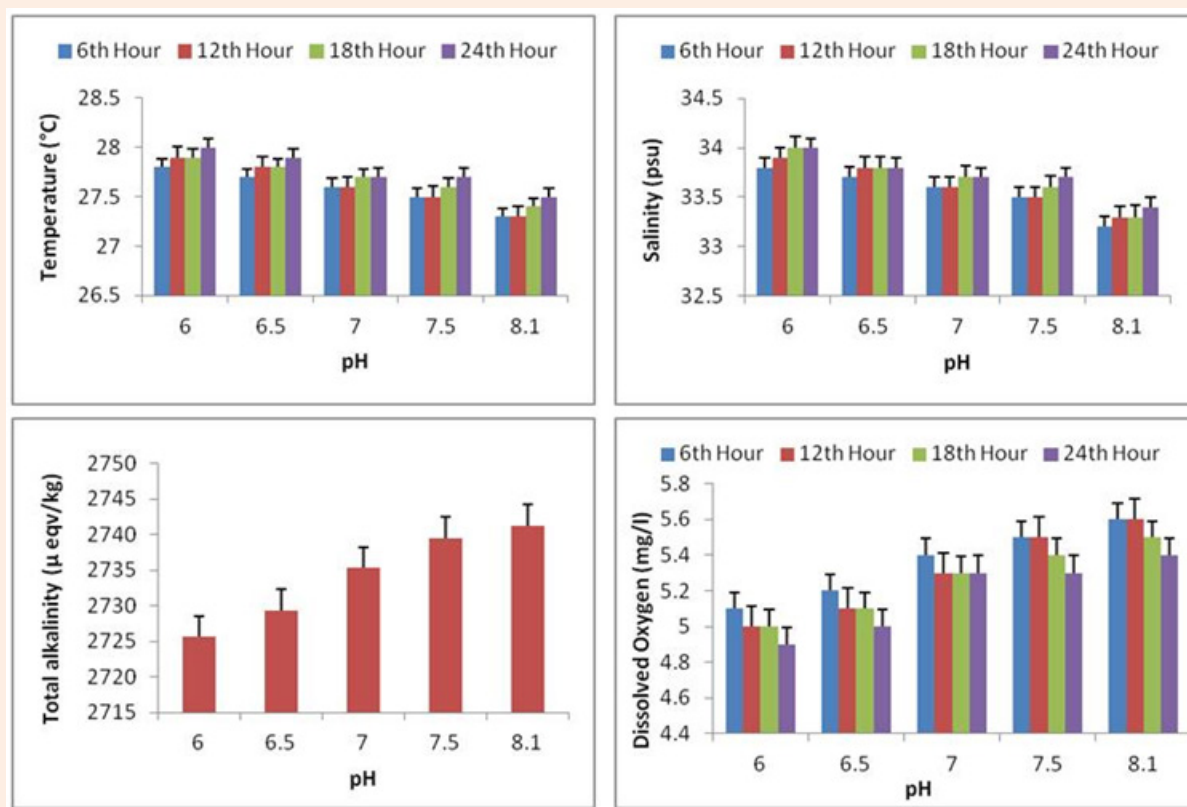 6th Hour 12th Hour 18th Hour 24th Hour
28.5
28
27.5
27
26.5
Temperature (°C)
6 6.5 7 7.5 8.1
pH
6th Hour 12th Hour 18th Hour 24th Hour
34.5
34
33.5
33
32.5
Salinity (psu)
6 6.5 7 7.5 8.1
pH
2750
2745
2740
2735
2730
2725
2720
2715
Total alkalinity (µ eqv/kg)
6 6.5 7 7.5 8.1
pH
6th Hour 12th Hour 18th Hour 24th Hour
5.8
5.6
5.4
5.2
5
4.8
4.6
4.4
Dissolved Oxygen (mg/l)
6 6.5 7 7.5 8.1
pH